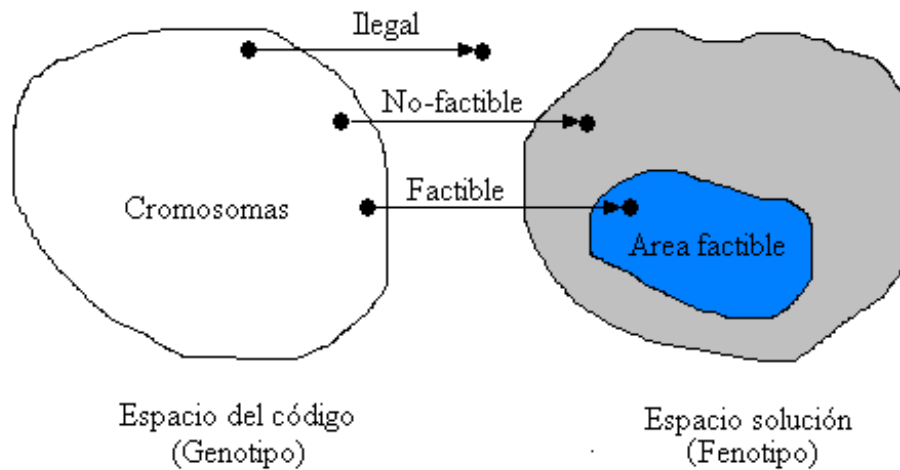 Ilegal
No-factible
Factible
Cromosomas
Area factible
Espacio del código
(Genotipo)
Espacio solución
(Fenotipo)